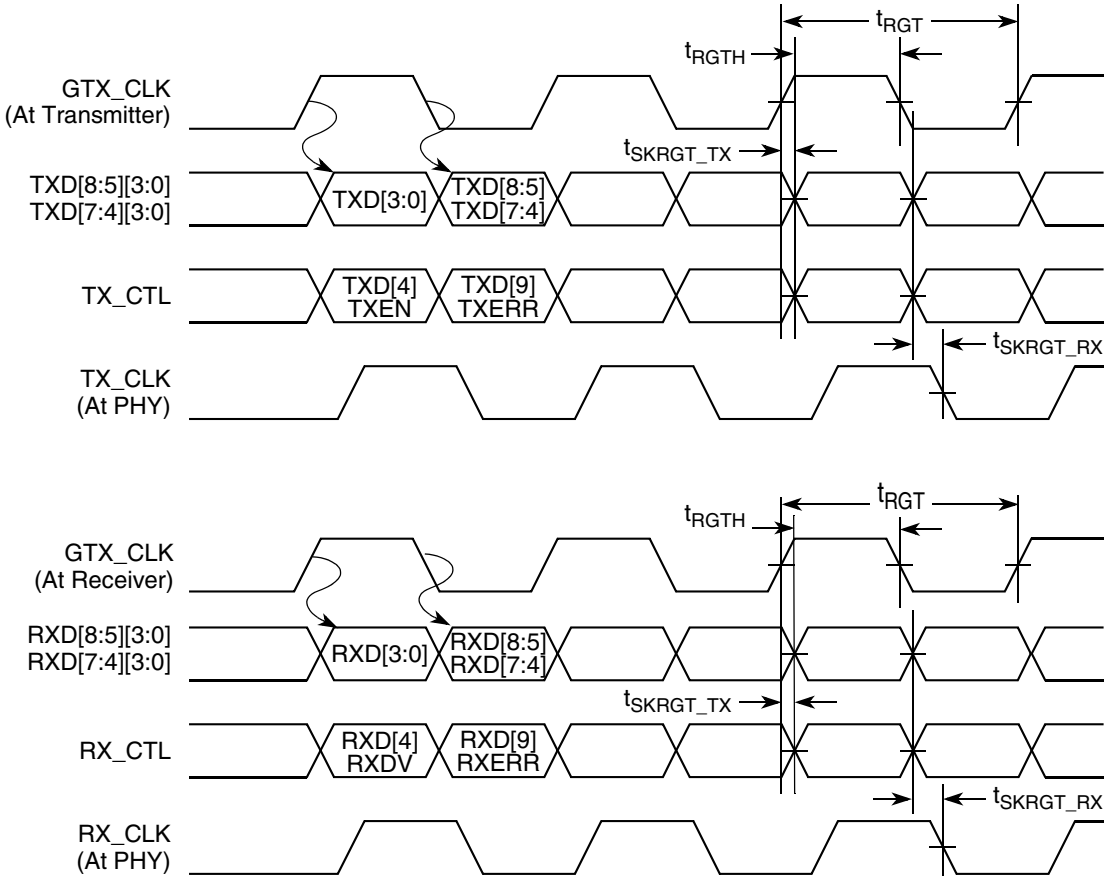 tRGT
tRGTH
GTX_CLK
(At Transmitter)
tSKRGT_TX
TXD[8:5][3:0]
TXD[7:4][3:0]
TXD[3:0]
TXD[8:5]
TXD[7:4]
TX_CTL
TXD[4]
TXEN
TXD[9]
TXERR
tSKRGT_RX
TX_CLK
(At PHY)
tRGT
tRGTH
GTX_CLK
(At Receiver)
RXD[8:5][3:0]
RXD[7:4][3:0]
RXD[3:0]
RXD[8:5]
RXD[7:4]
tSKRGT_TX
RX_CTL
RXD[4]
RXDV
RXD[9]
RXERR
tSKRGT_RX
RX_CLK
(At PHY)